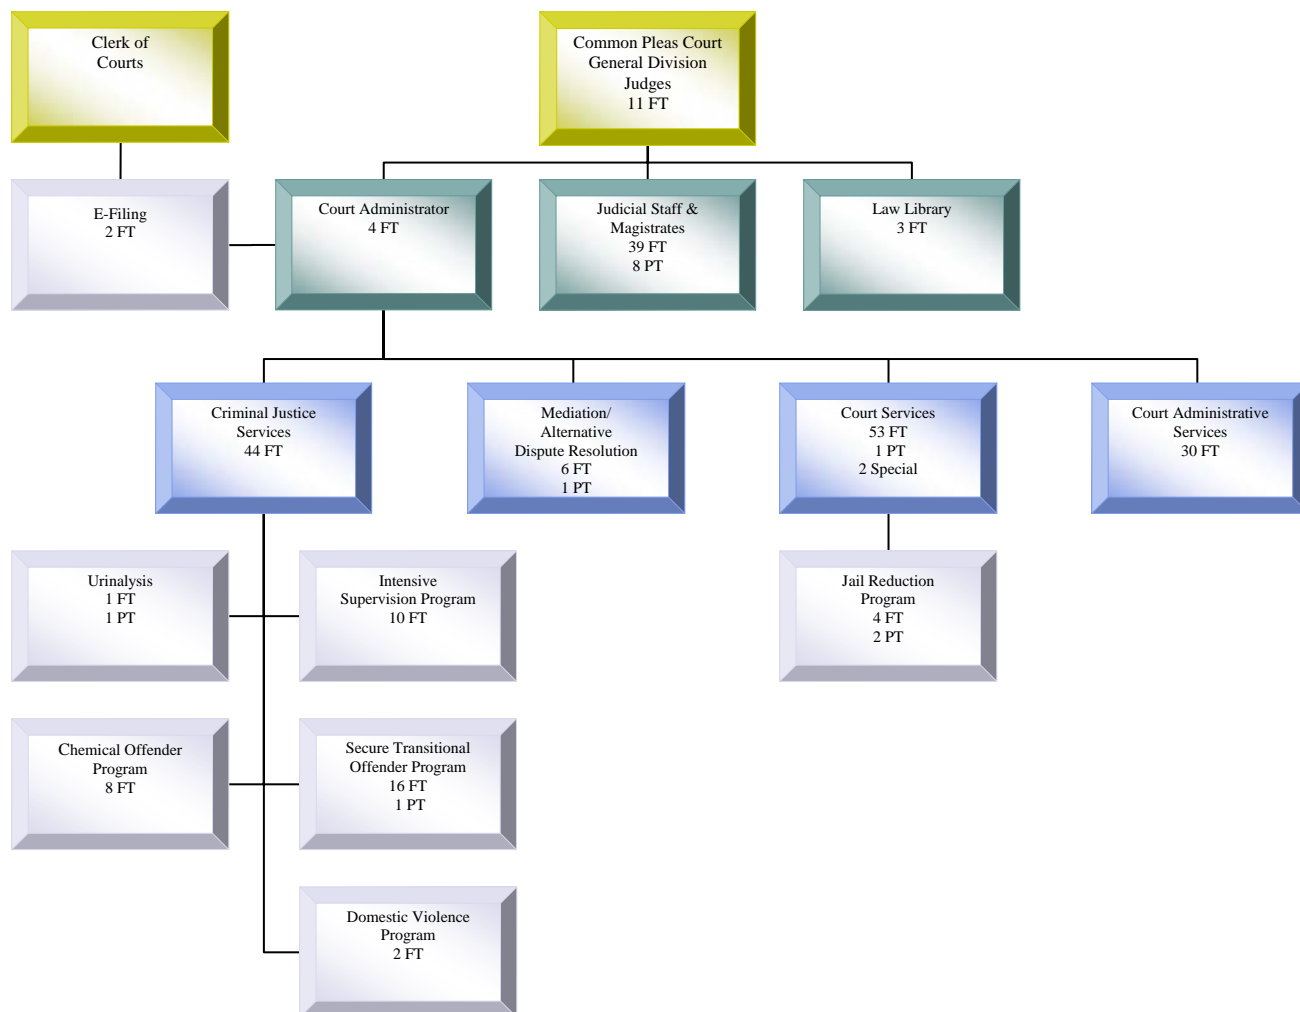 Clerk of
Courts
Common Pleas Court
General Division
Judges
11 FT
E-Filing
2 FT
Court Administrator
4 FT
Judicial Staff &
Magistrates
39 FT
8 PT
Law Library
3 FT
Criminal Justice
Services
44 FT
Mediation/
Alternative
Dispute Resolution
6 FT
1 PT
Court Services
53 FT
1 PT
2 Special
Court Administrative
Services
30 FT
Urinalysis
1 FT
1 PT
Intensive
Supervision Program
10 FT
Jail Reduction
Program
4 FT
2 PT
Chemical Offender
Program
8 FT
Secure Transitional
Offender Program
16 FT
1 PT
Domestic Violence
Program
2 FT